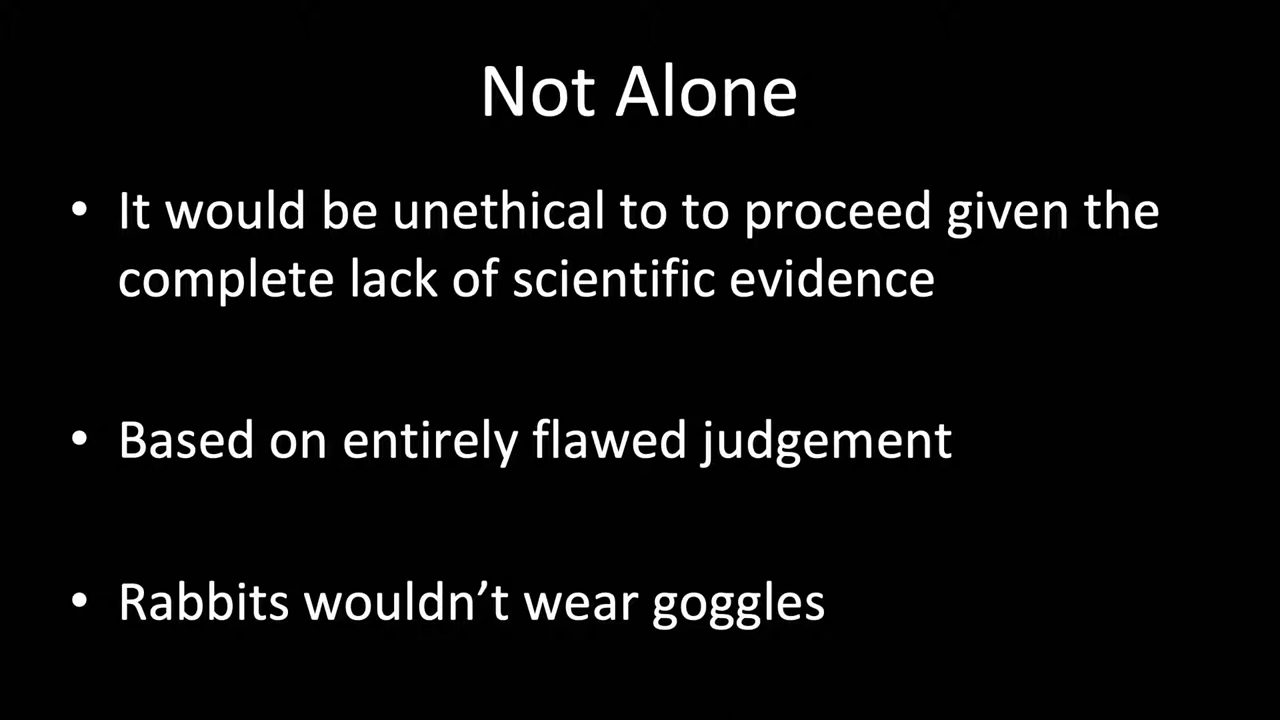 Not Alone
• It would be unethical to to proceed given the
complete lack of scientific evidence
• Based on entirely flawed judgement
• Rabbits wouldn’t wear goggles